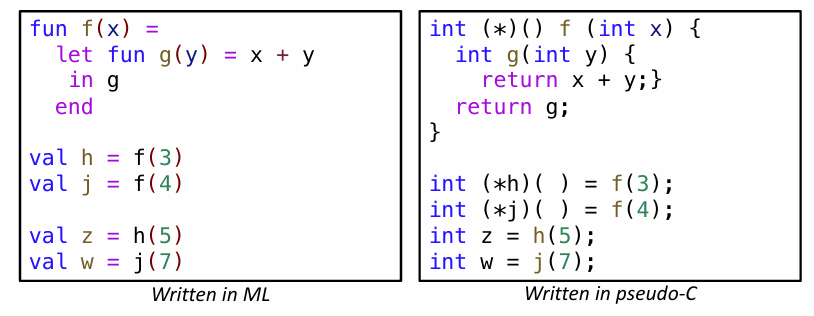 fun f(x) =
  let fun g(y) = x + y
   in g
  end

val h = f(3)
val j = f(4)

val z = h(5)
val w = j(7)
Written in ML
int (*)() f (int x) {
  int g(int y) {
    return x + y;}
  return g;
}

int (*h)( ) = f(3);
int (*j)( ) = f(4);
int z = h(5);
int w = j(7);
Written in pseudo-C